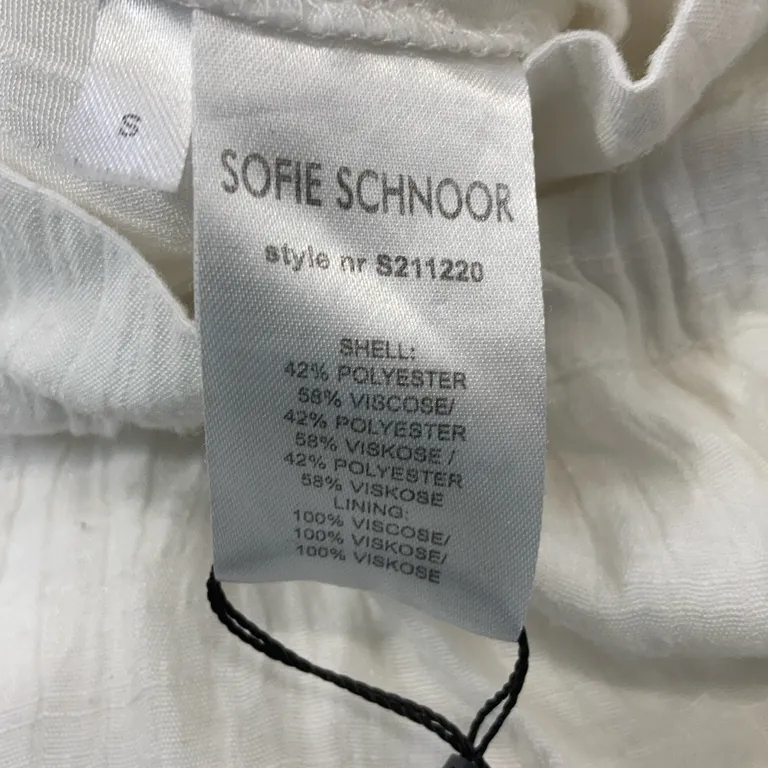 S
SOFIE SCHNOOR
style nr S211220
SHELL:
42% POLYESTER
58% VISCOSE/
42% POLYESTER
58% VISKOSE /
42% POLYESTER
58% VISKOSE
LINING:
100% VISCOSE/
100% VISKOSE/
100% VISKOSE